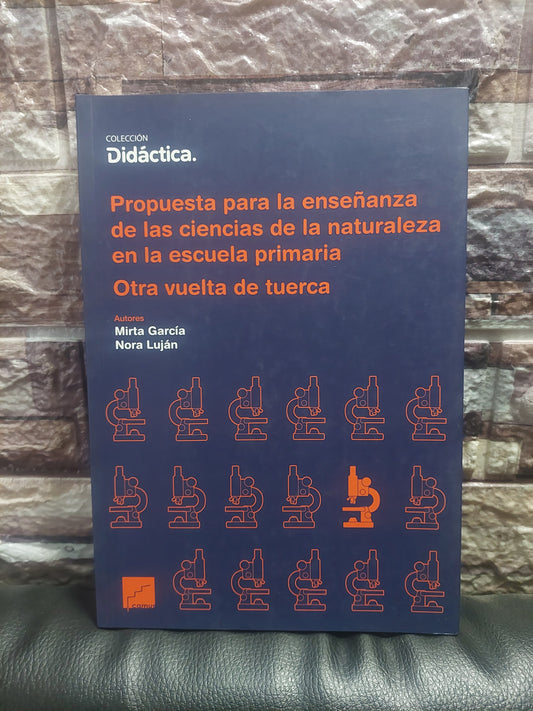 COLECCIÓN
Didáctica.
Propuesta para la enseñanza
de las ciencias de la naturaleza
en la escuela primaria
Otra vuelta de tuerca
Autores
Mirta García
Nora Luján